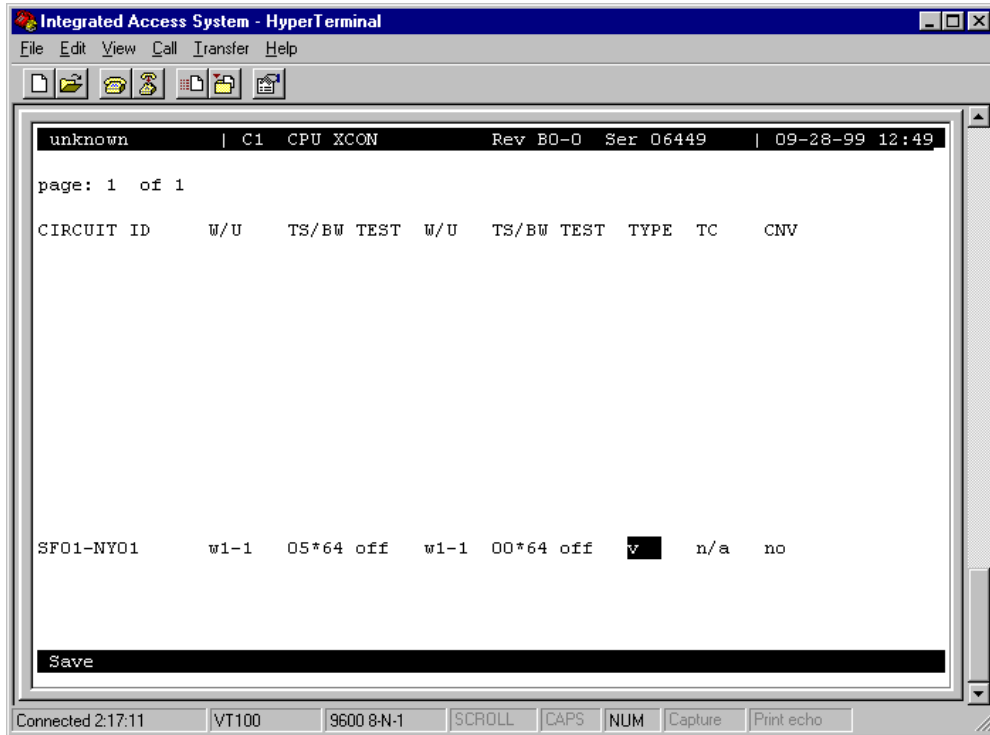 Integrated Access System - HyperTerminal
File Edit View Call Transfer Help
unknown | C1 CPU XCON Rev B0-0 Ser 06449 | 09-28-99 12:49
page: 1 of 1
CIRCUIT ID W/U TS/BW TEST W/U TS/BW TEST TYPE TC CNV
SF01-NY01 w1-1 05*64 off w1-1 00*64 off v n/a no
Save
Connected 2:17:11 VT100 9600 8-N-1 SCROLL CAPS NUM Capture Print echo